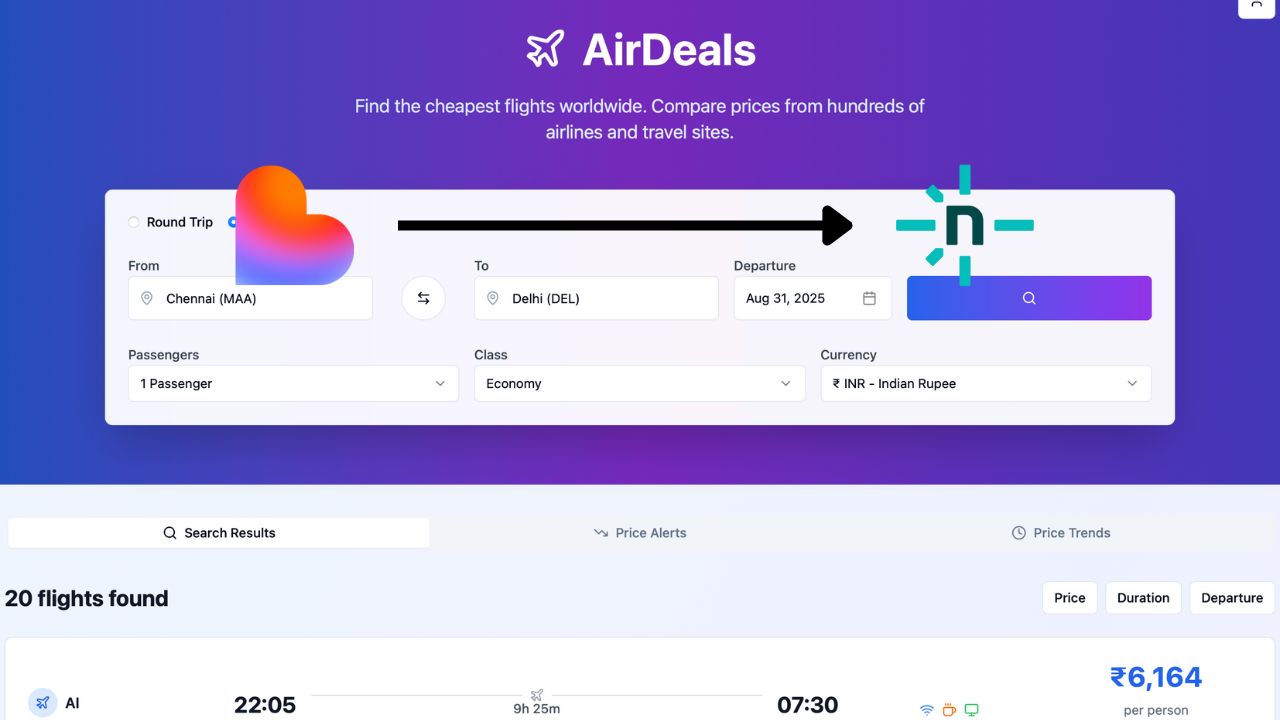 AirDeals
Find the cheapest flights worldwide. Compare prices from hundreds of
airlines and travel sites.
Round Trip
n
From
To
Departure
Chennai (MAA)
Delhi (DEL)
Aug 31, 2025
Passengers
Class
Currency
1 Passenger
Economy
₹ INR - Indian Rupee
Search Results
Price Alerts
Price Trends
20 flights found
Price
Duration
Departure
AI
22:05
9h 25m
07:30
₹6,164
per person